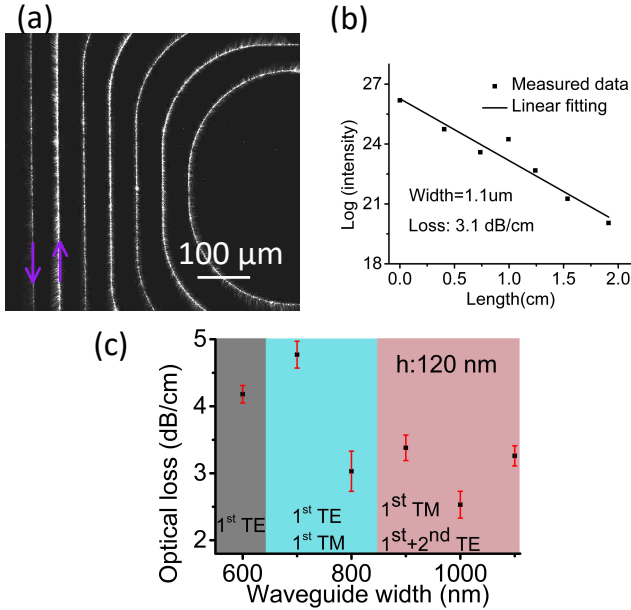 (a)
100 μm
(b)
27
24
21
18
Log (intensity)
Measured data
Linear fitting
Width=1.1um
Loss: 3.1 dB/cm
0.0 0.5 1.0 1.5 2.0
Length(cm)
(c)
5
4
3
2
Optical loss (dB/cm)
h:120 nm
1st TE
1st TE
1st TM
1st TM
1st+2nd TE
600 800 1000
Waveguide width (nm)